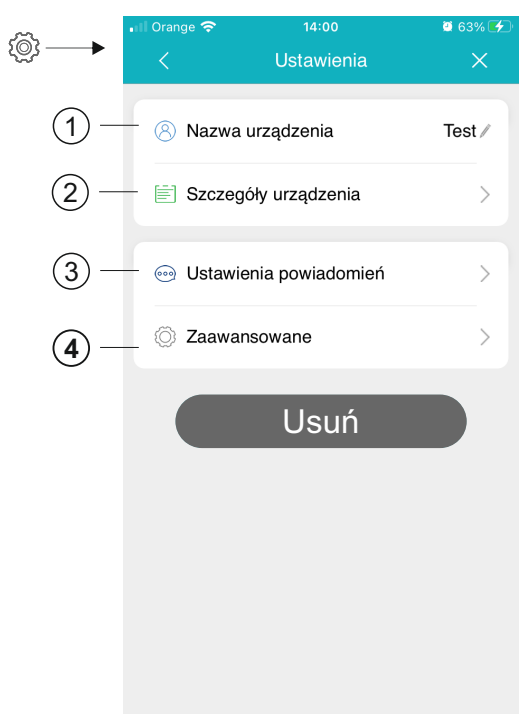 Orange 14:00 63%
Ustawienia
1 Nazwa urządzenia Test
2 Szczegóły urządzenia
3 Ustawienia powiadomień
4 Zaawansowane
Usuń